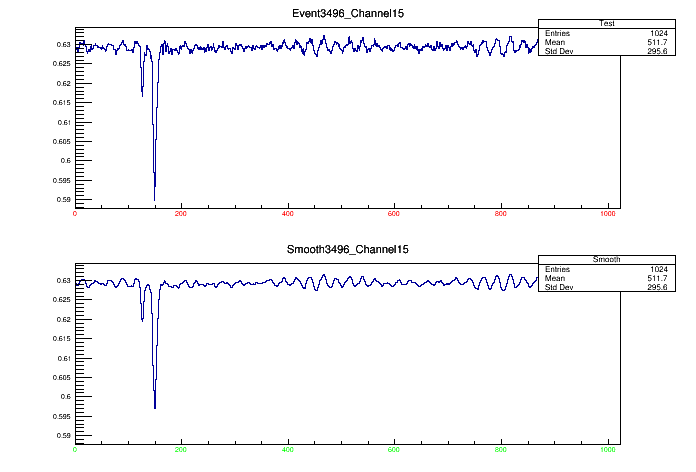 Event3496_Channel15
Test
Entries 1024
Mean 511.7
Std Dev 295.6
0.63
0.625
0.62
0.615
0.61
0.605
0.6
0.595
0.59
0 200 400 600 800 1000
Smooth3496_Channel15
Smooth
Entries 1024
Mean 511.7
Std Dev 295.6
0.63
0.625
0.62
0.615
0.61
0.605
0.6
0.595
0.59
0 200 400 600 800 1000